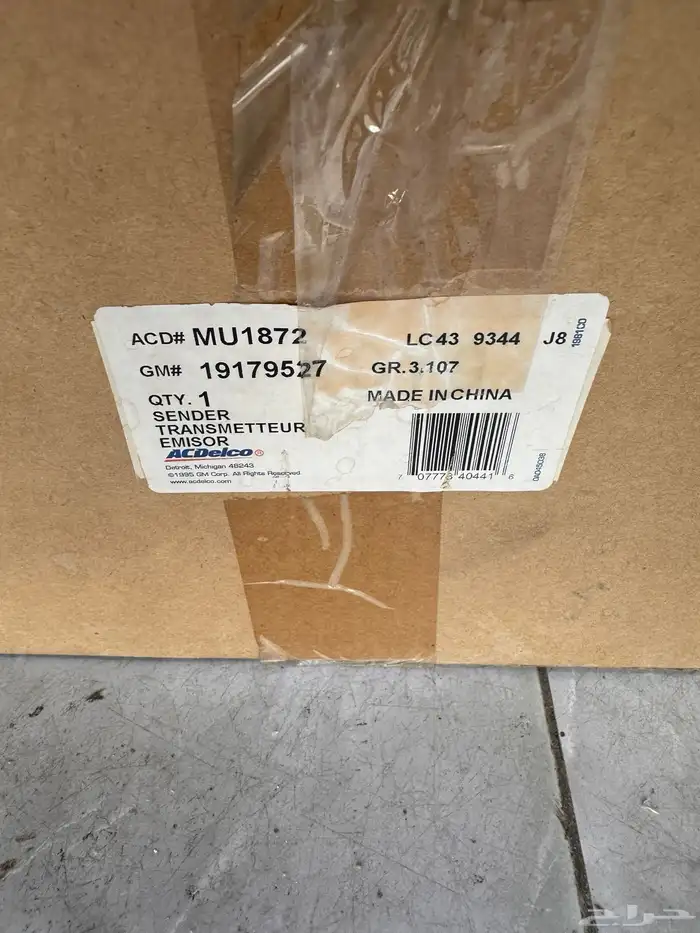 ACD# MU1872 LC43 9344 J8
1981CD
GM# 19179527 GR.3.107
QTY. 1 MADE IN CHINA
SENDER
TRANSMETTEUR
EMISOR
ACDelco®
Detroit, Michigan 48243
©1995 GM Corp. All Rights Reserved
www.acdelco.com
7 07773 40441 6
حراج